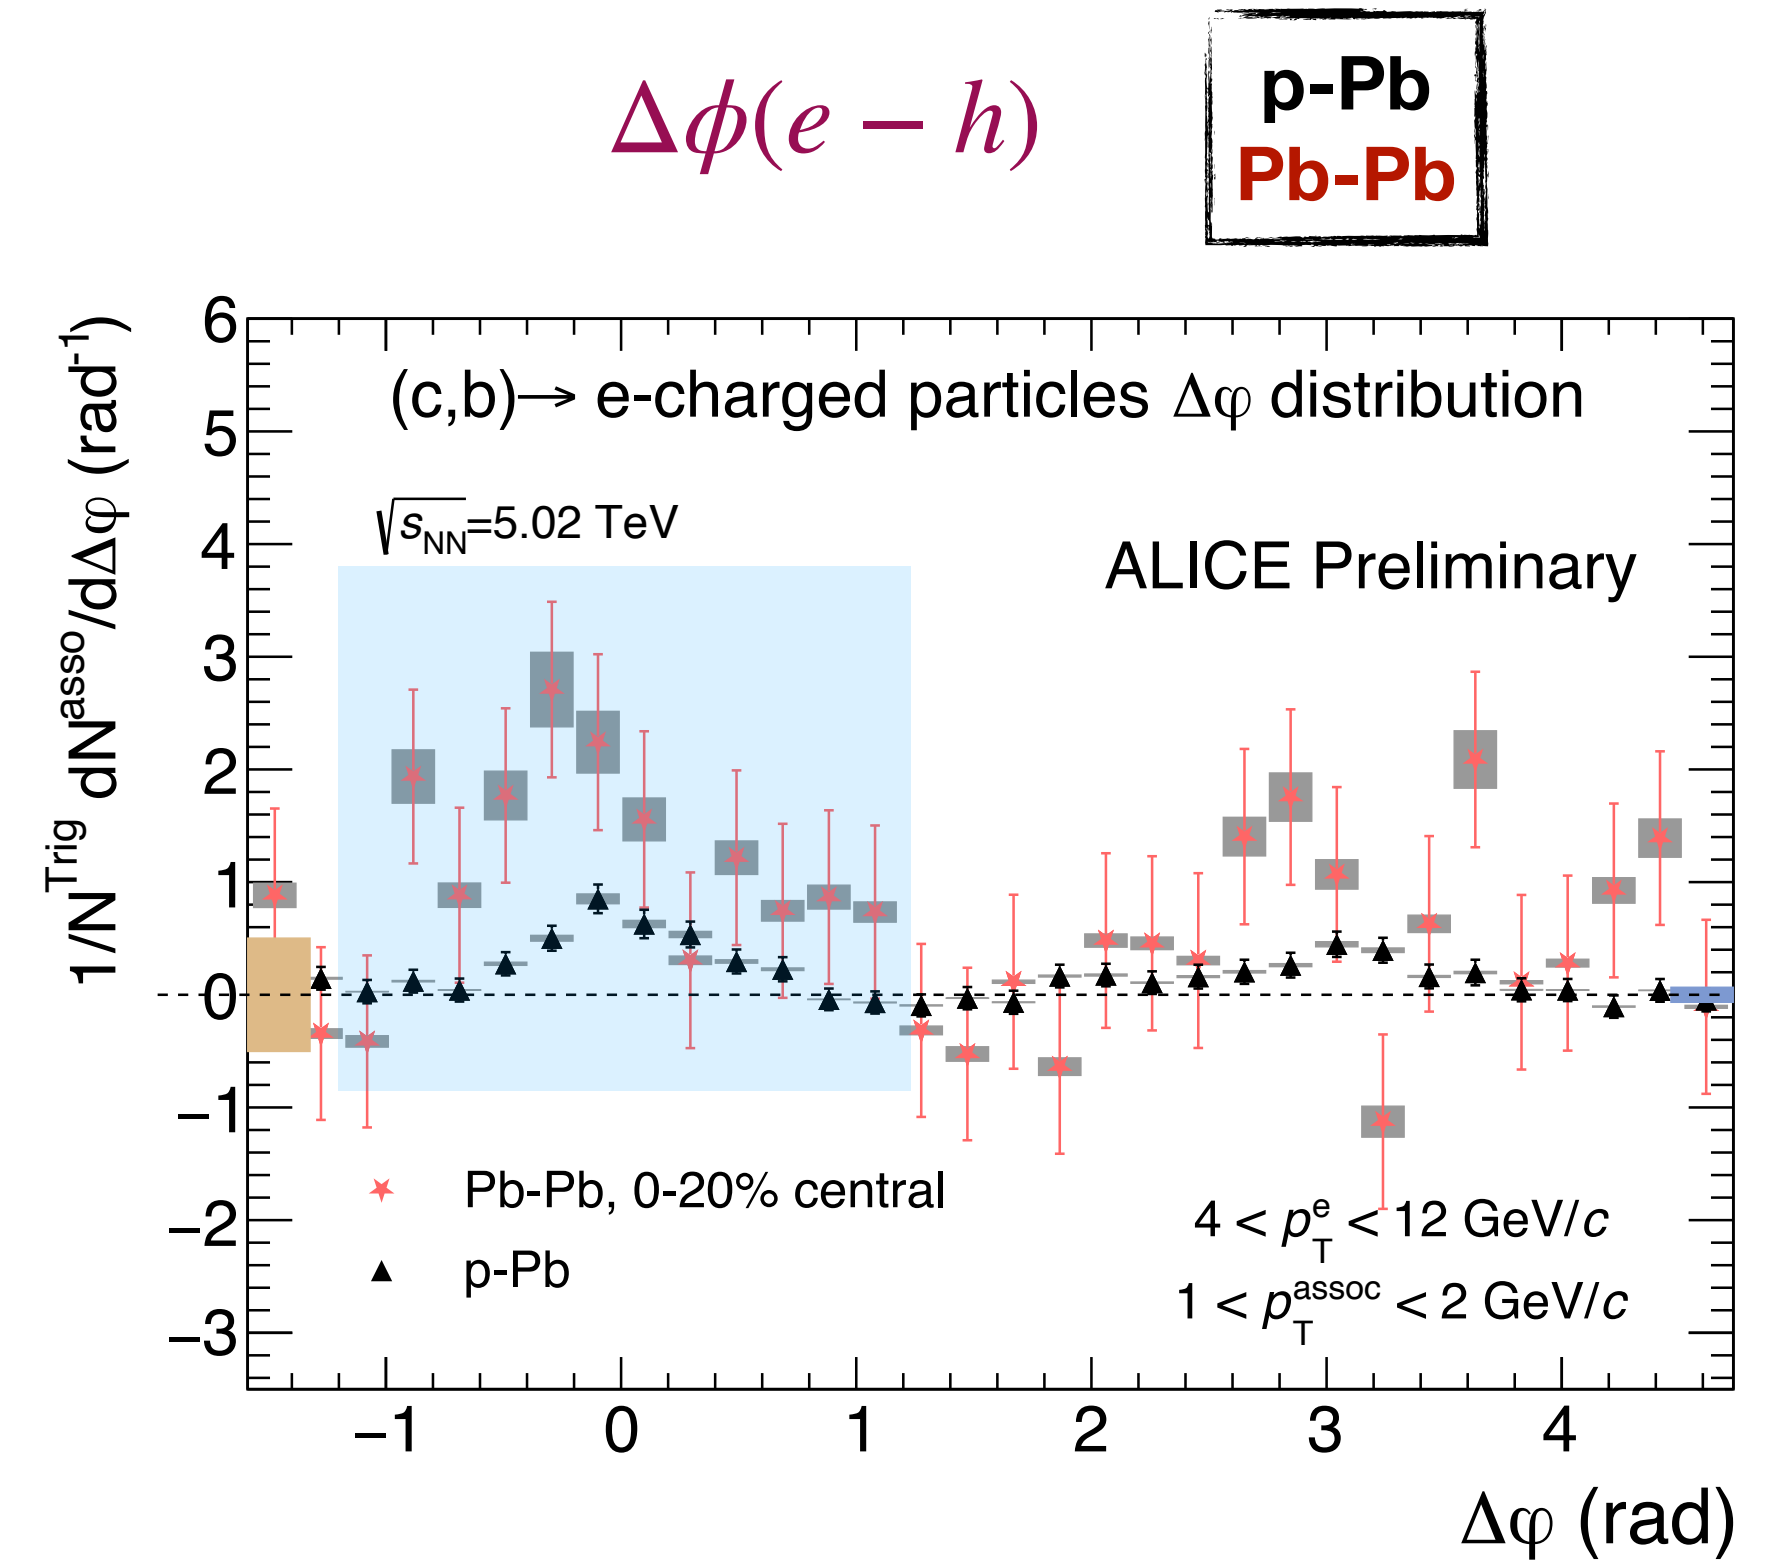 Δϕ(e − h)
p-Pb
Pb-Pb
1/N^Trig dN^asso/dΔφ (rad^-1)
6
5
4
3
2
1
0
−1
−2
−3
(c,b)→ e-charged particles Δφ distribution
√s_NN=5.02 TeV
ALICE Preliminary
Pb-Pb, 0-20% central
p-Pb
4 < p_T^e < 12 GeV/c
1 < p_T^assoc < 2 GeV/c
−1 0 1 2 3 4
Δφ (rad)